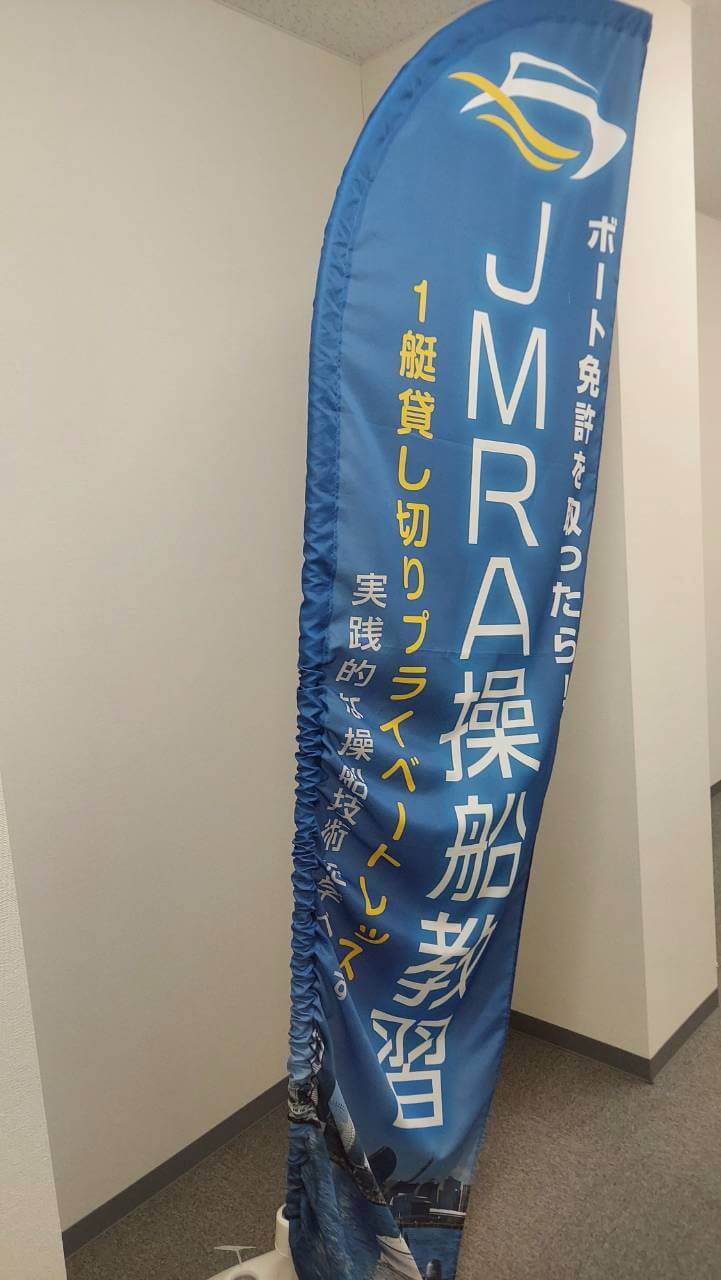 ボート免許を取ったら!
JMRA操船教習
1艇貸し切りプライベートレッス
実践的な操船技術